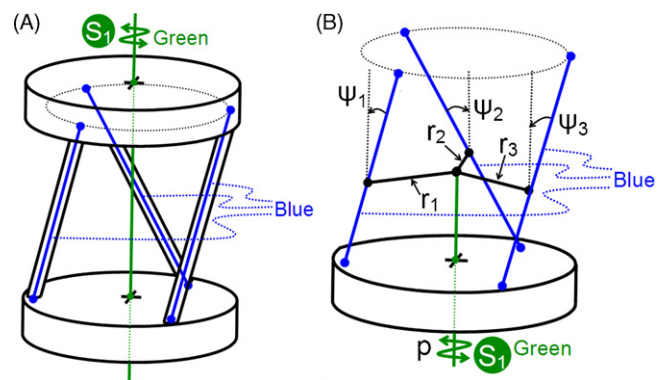 (A)
S1
Green
Blue
(B)
Ψ1
Ψ2
Ψ3
r2
r3
r1
Blue
p
S1
Green